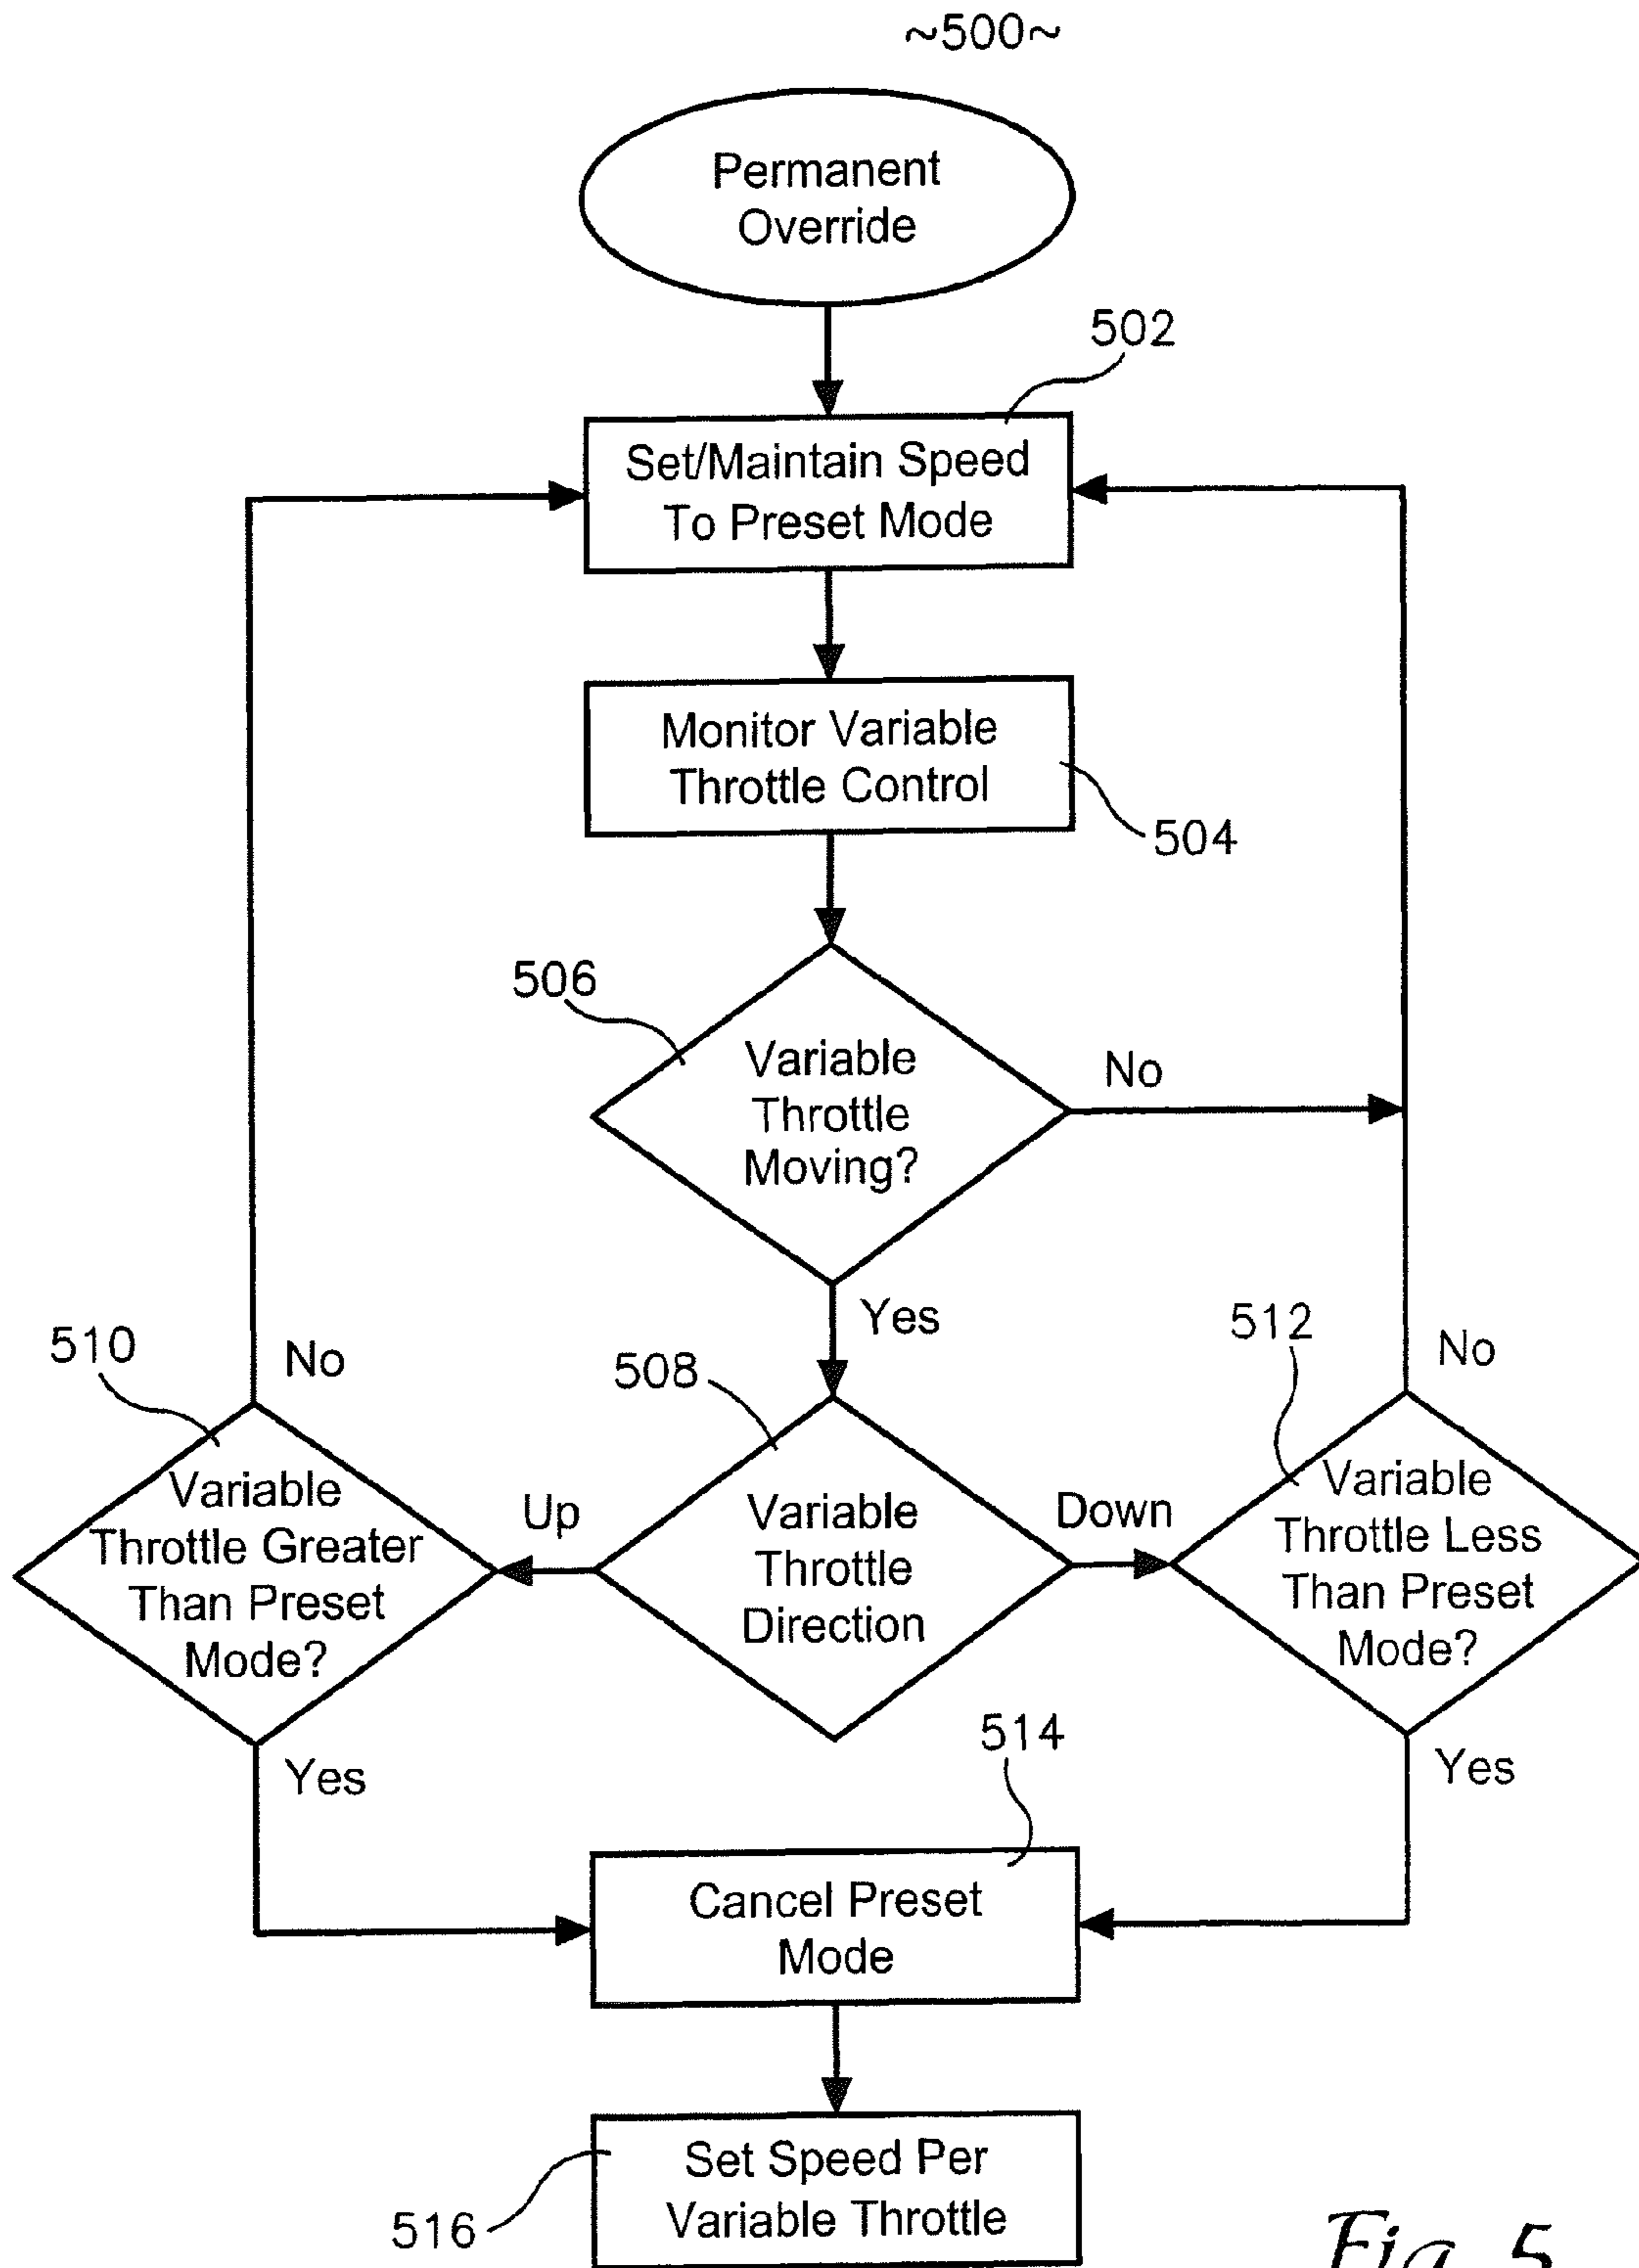 ~500~
Permanent
Override
502
Set/Maintain Speed
To Preset Mode
Monitor Variable
Throttle Control
504
506
Variable
Throttle
Moving?
No
Yes
510
No
508
512
No
Variable
Throttle Greater
Than Preset
Mode?
Up
Variable
Throttle
Direction
Down
Variable
Throttle Less
Than Preset
Mode?
Yes
514
Yes
Cancel Preset
Mode
Set Speed Per
Variable Throttle
516
Fig. 5